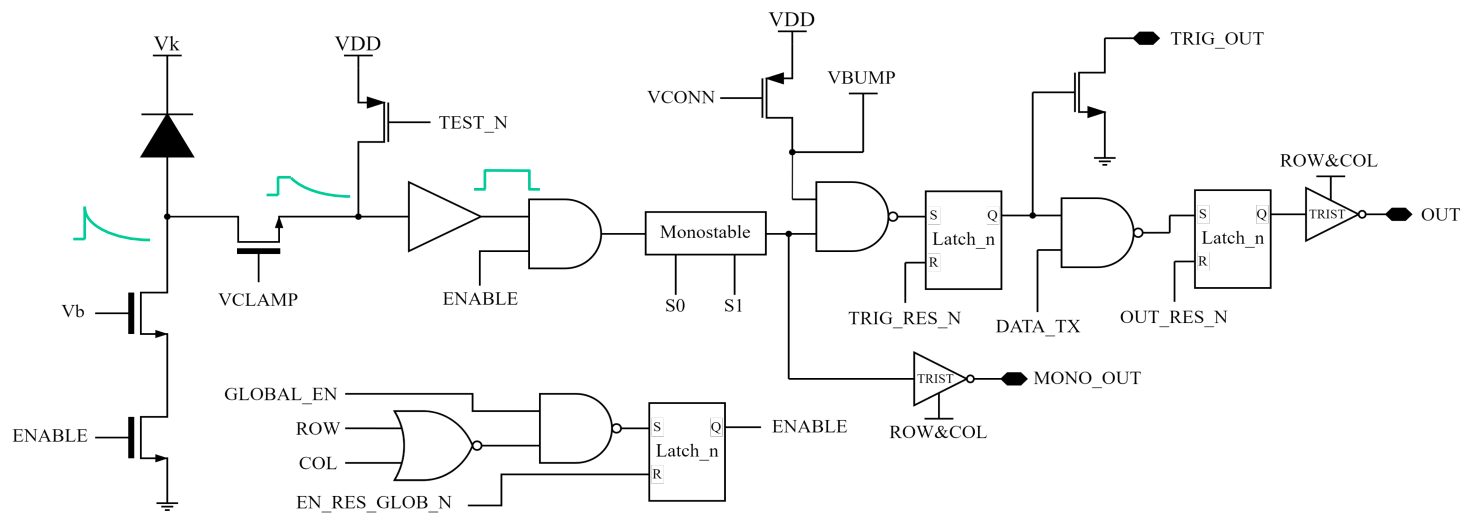 VDD
Vk
VDD
TRIG_OUT
VBUMP
VCONN
TEST_N
ROW&COL
S
Q
Latch_n
R
S
Q
Latch_n
R
TRIST
OUT
Monostable
Vb
VCLAMP
ENABLE
S0
S1
TRIG_RES_N
DATA_TX
OUT_RES_N
TRIST
MONO_OUT
ROW&COL
GLOBAL_EN
ROW
COL
EN_RES_GLOB_N
S
Q
Latch_n
R
ENABLE
ENABLE